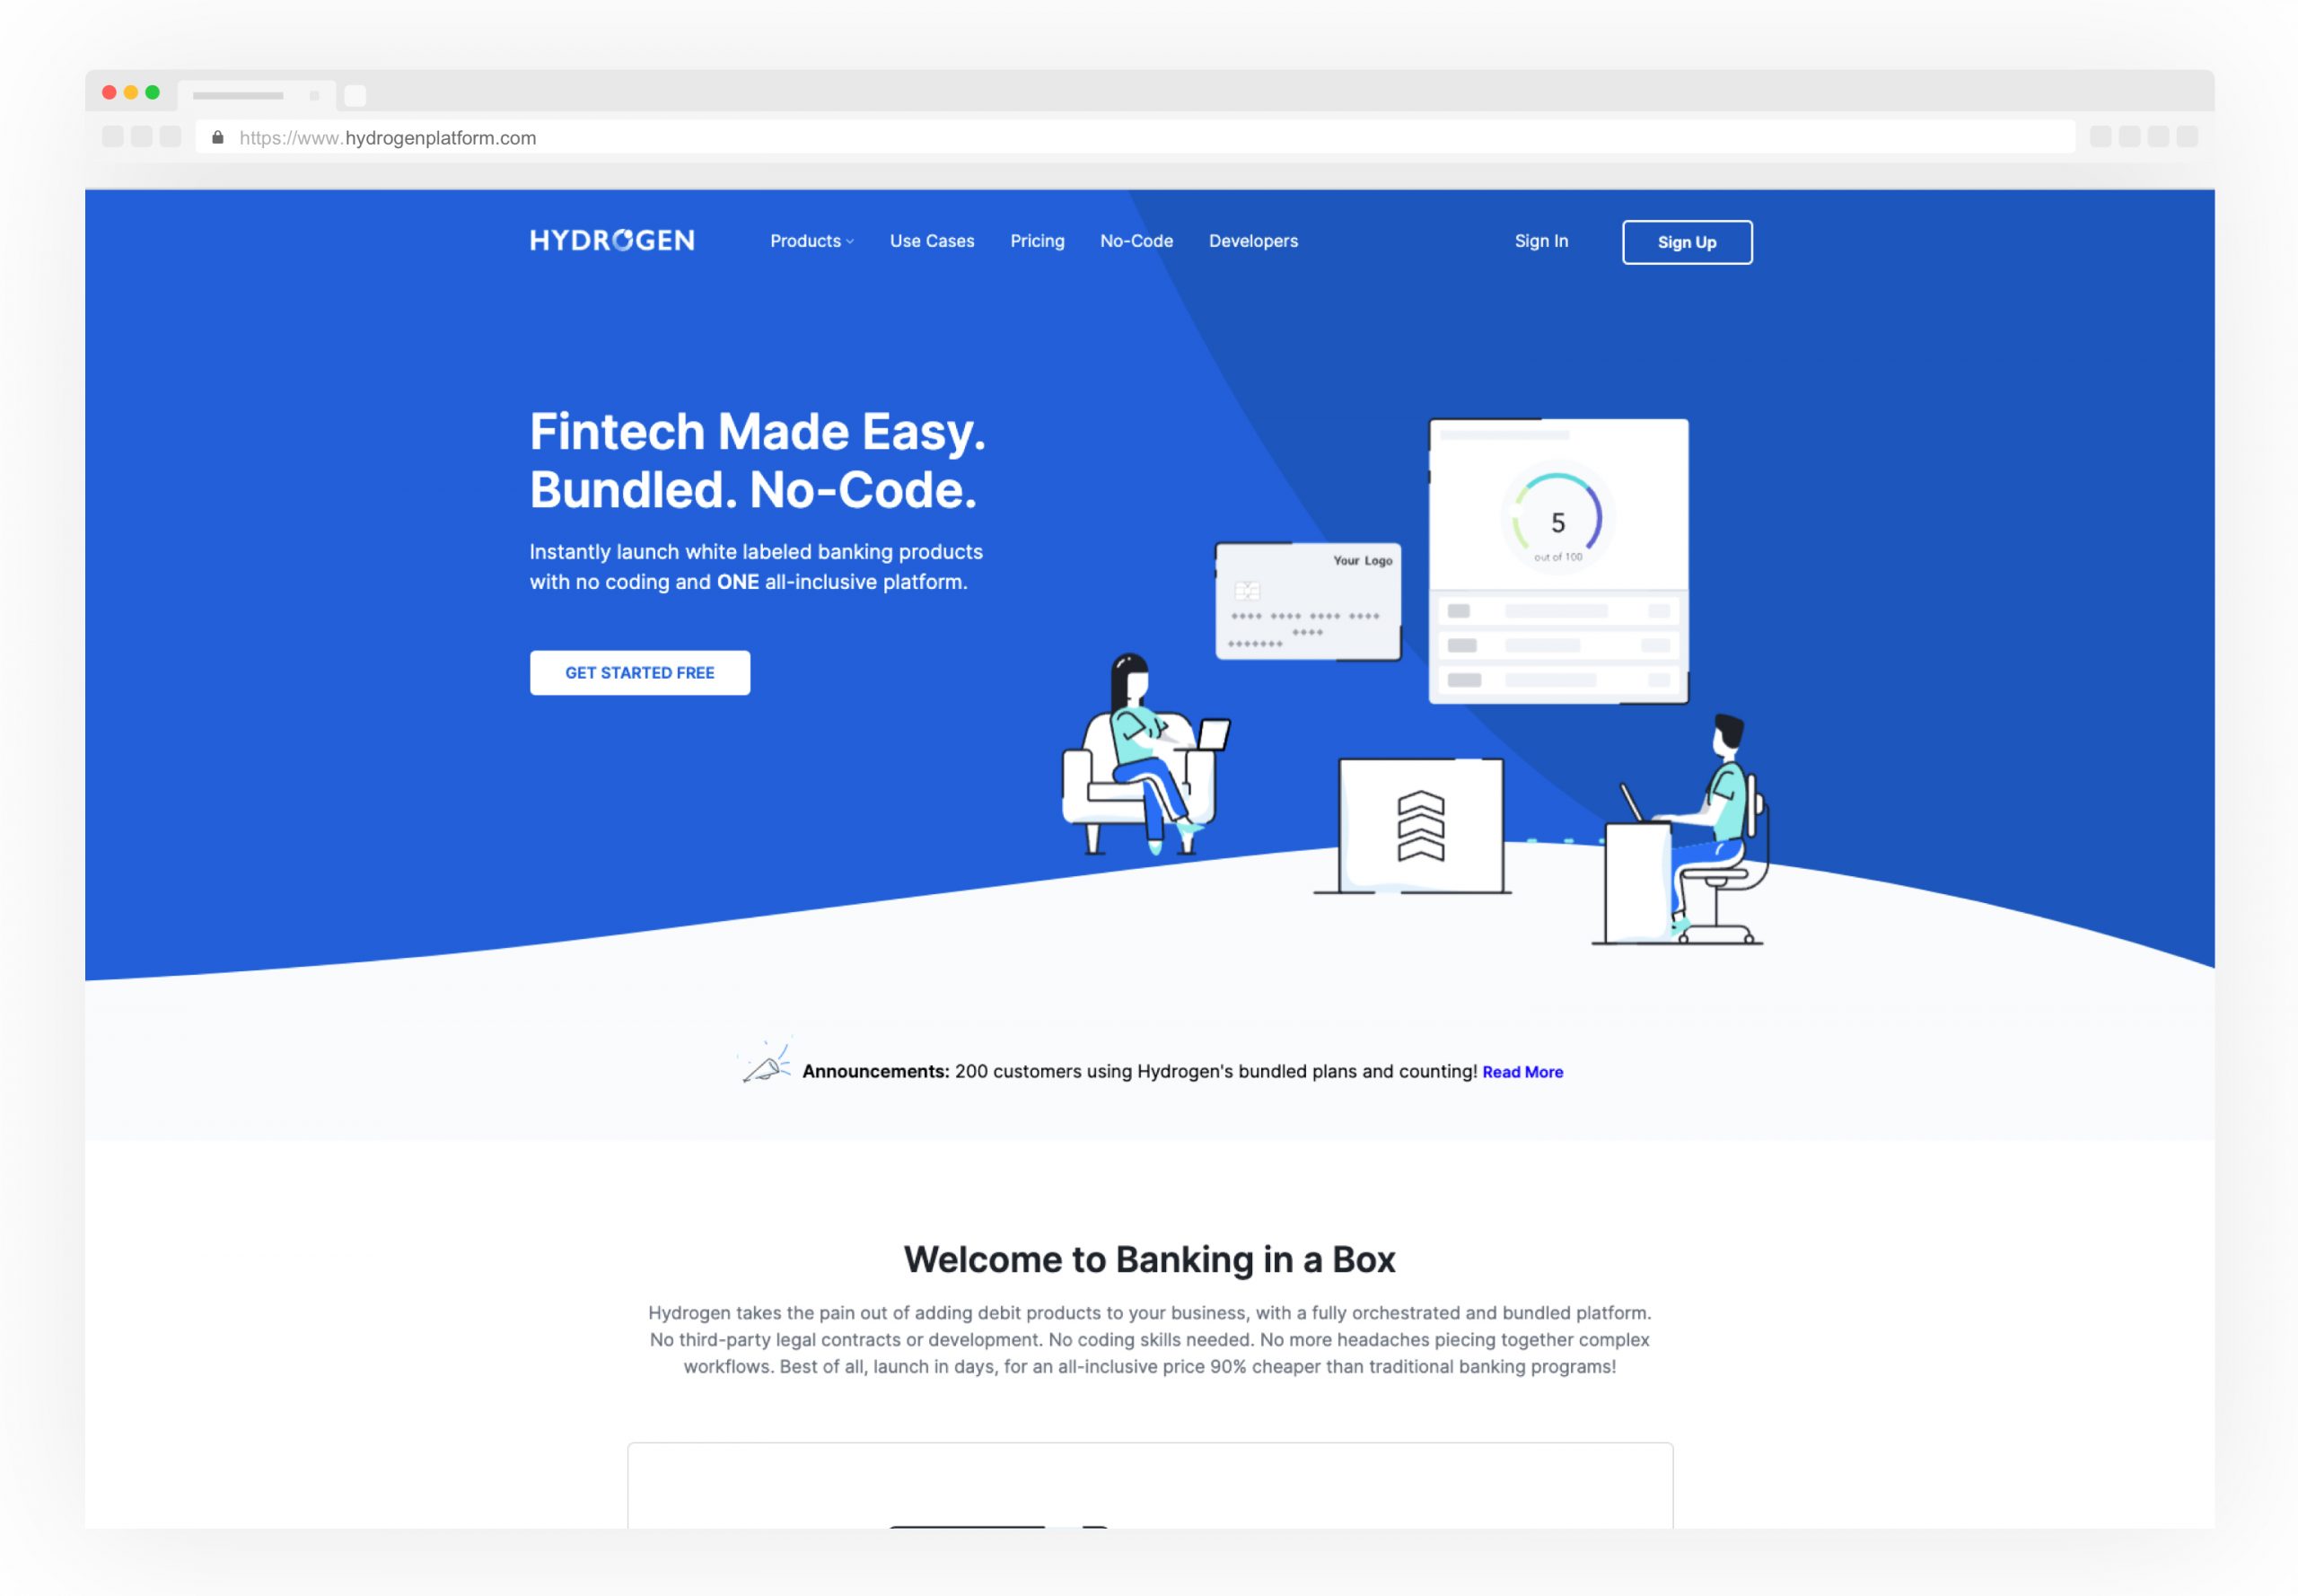 https://www.hydrogenplatform.com
HYDROGEN
Products
Use Cases
Pricing
No-Code
Developers
Sign In
Sign Up
Fintech Made Easy.
Bundled. No-Code.
Instantly launch white labeled banking products
with no coding and ONE all-inclusive platform.
GET STARTED FREE
Your Logo
5
out of 100
Announcements: 200 customers using Hydrogen's bundled plans and counting! Read More
Welcome to Banking in a Box
Hydrogen takes the pain out of adding debit products to your business, with a fully orchestrated and bundled platform.
No third-party legal contracts or development. No coding skills needed. No more headaches piecing together complex
workflows. Best of all, launch in days, for an all-inclusive price 90% cheaper than traditional banking programs!